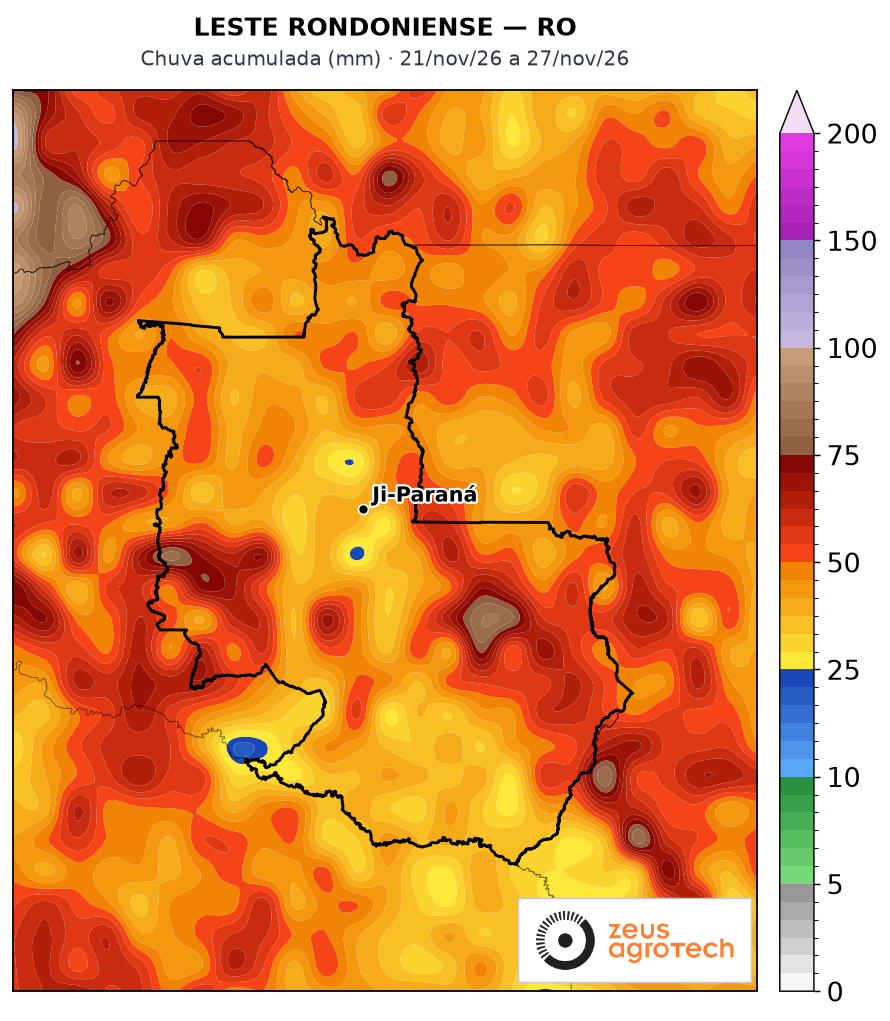 LESTE RONDONIENSE — RO
Chuva acumulada (mm) · 21/nov/26 a 27/nov/26
200
150
100
75
50
25
10
5
0
Ji-Paraná
zeus
agrotech